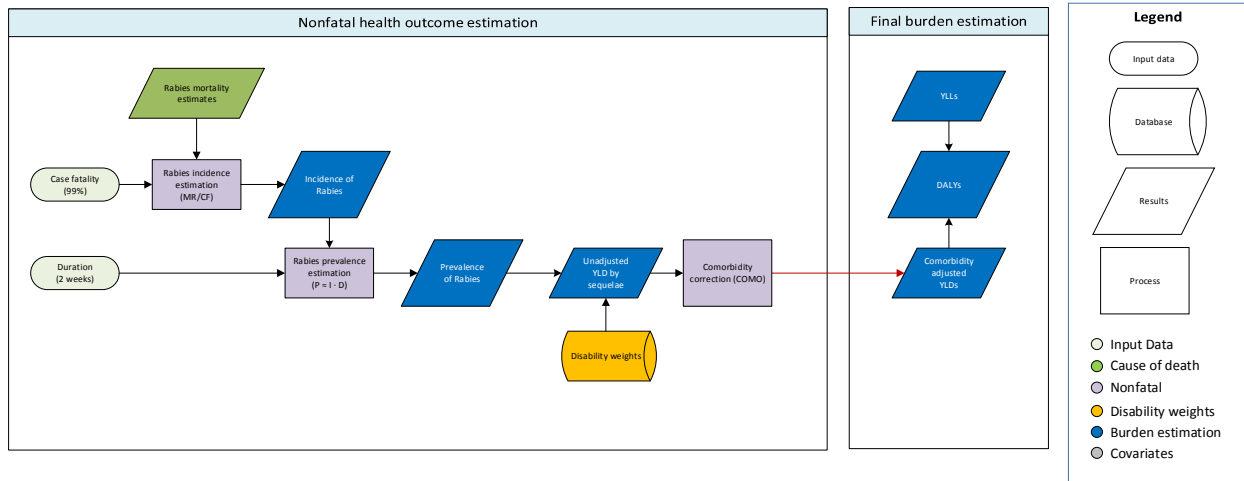 Nonfatal health outcome estimation
Rabies mortality
estimates
Case fatality
(99%)
Rabies incidence
estimation
(MR/CF)
Incidence of
Rabies
Duration
(2 weeks)
Rabies prevalence
estimation
(P = I · D)
Prevalence
of Rabies
Unadjusted
YLD by
sequelae
Comorbidity
correction (COMO)
Disability weights
Final burden estimation
YLLs
DALYs
Comorbidity
adjusted
YLDs
Legend
Input data
Database
Results
Process
Input Data
Cause of death
Nonfatal
Disability weights
Burden estimation
Covariates